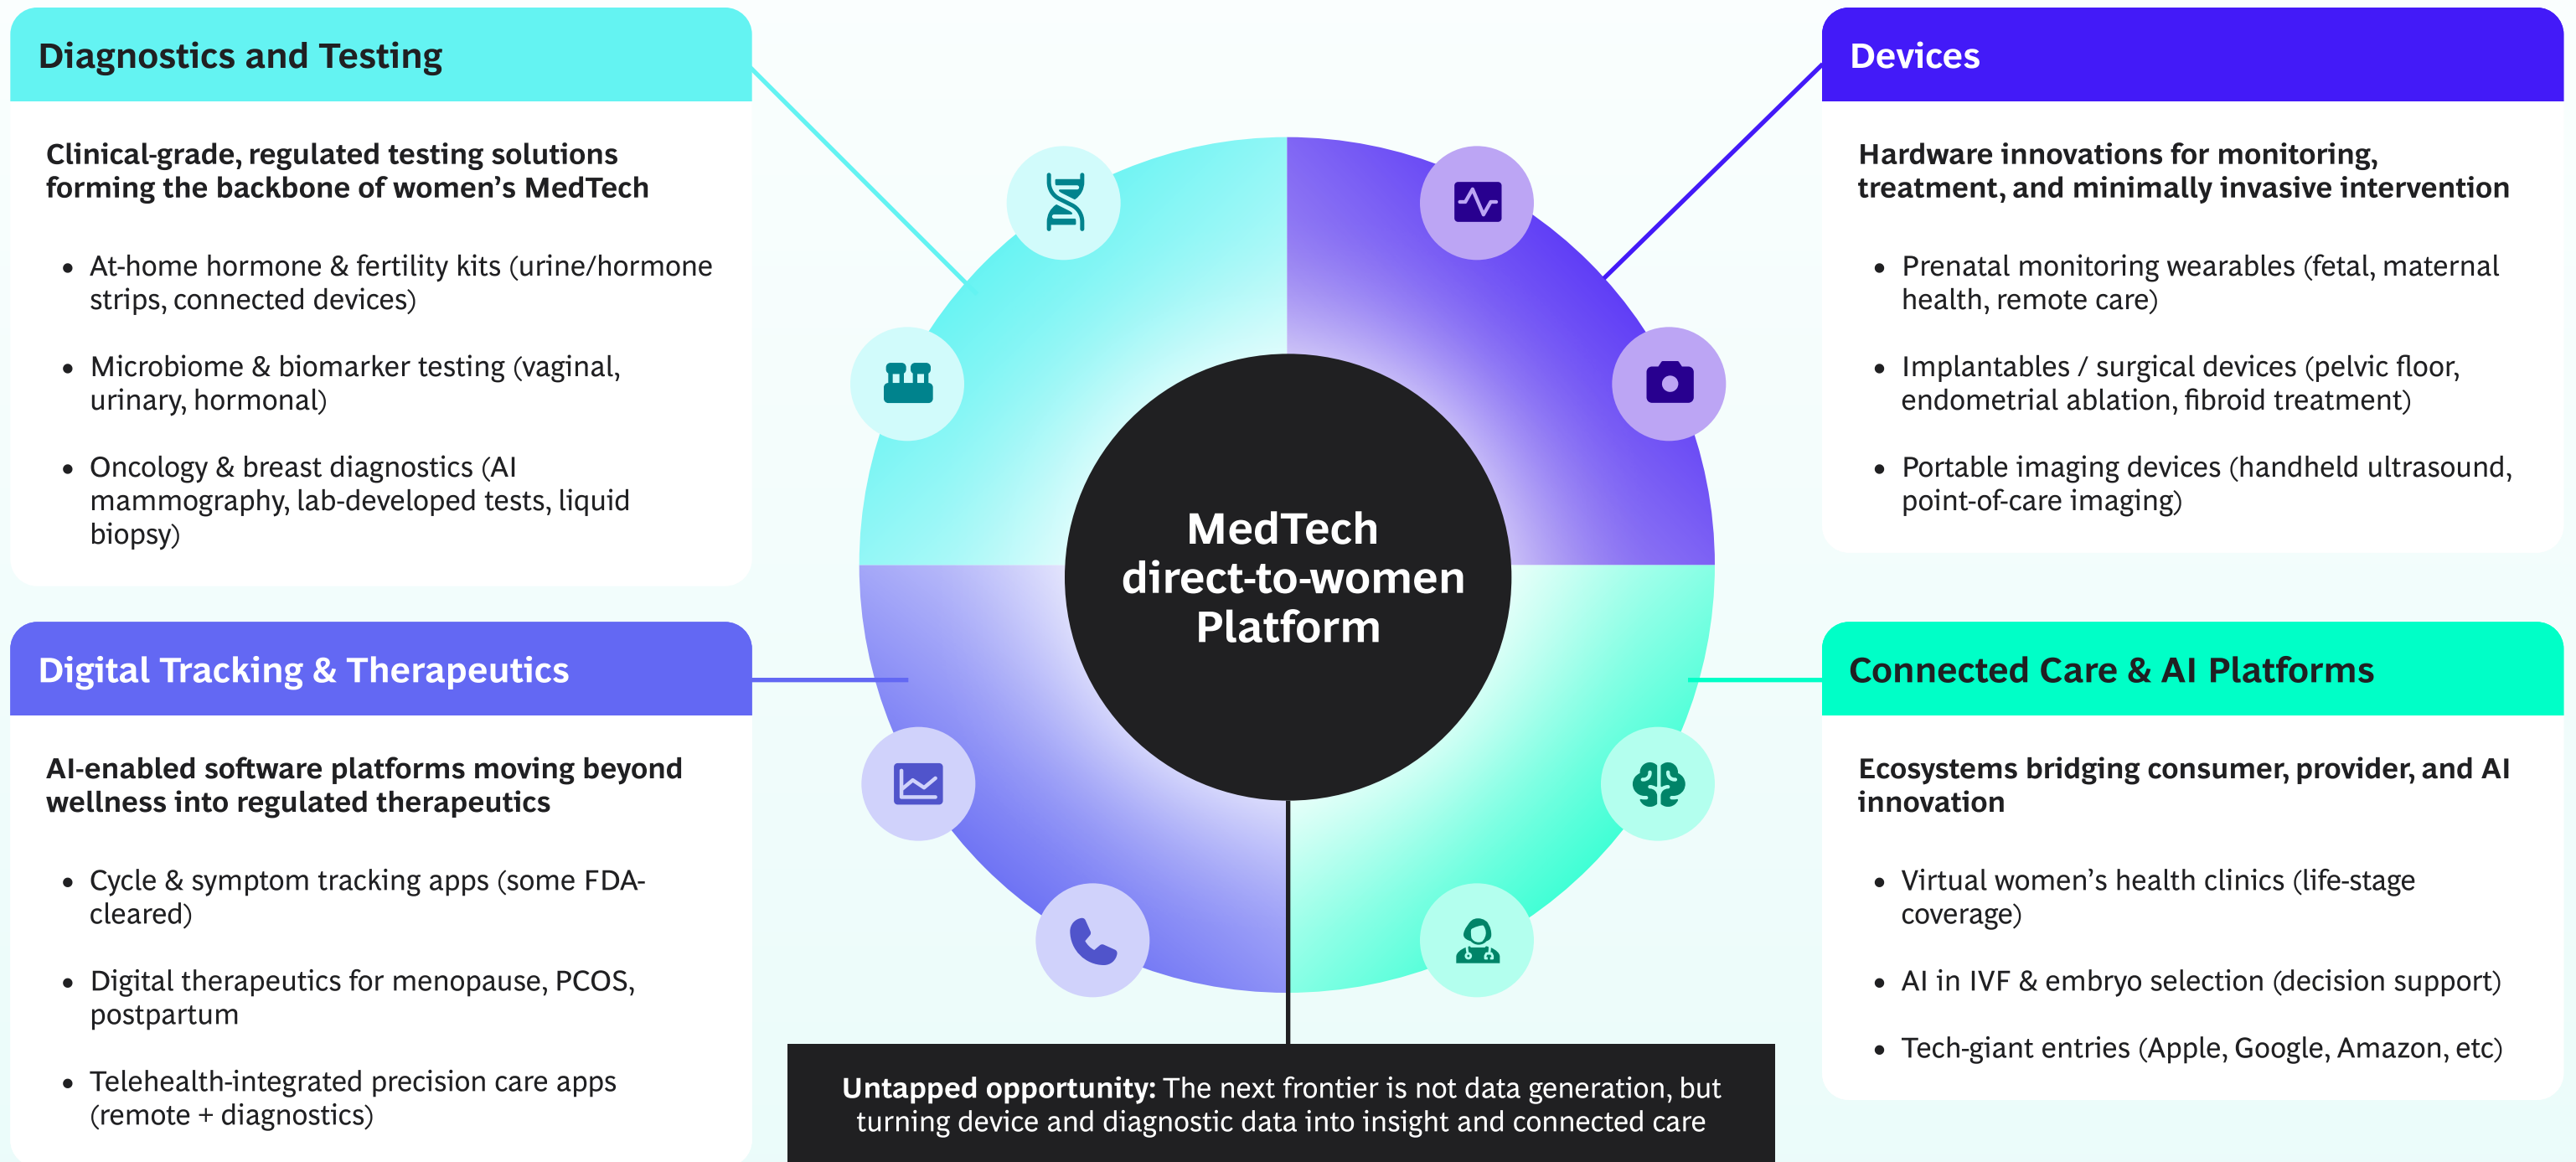 Diagnostics and Testing
Clinical-grade, regulated testing solutions
forming the backbone of women’s MedTech
• At-home hormone & fertility kits (urine/hormone
strips, connected devices)
• Microbiome & biomarker testing (vaginal,
urinary, hormonal)
• Oncology & breast diagnostics (AI
mammography, lab-developed tests, liquid
biopsy)
Devices
Hardware innovations for monitoring,
treatment, and minimally invasive intervention
• Prenatal monitoring wearables (fetal, maternal
health, remote care)
• Implantables / surgical devices (pelvic floor,
endometrial ablation, fibroid treatment)
• Portable imaging devices (handheld ultrasound,
point-of-care imaging)
MedTech
direct-to-women
Platform
Digital Tracking & Therapeutics
AI-enabled software platforms moving beyond
wellness into regulated therapeutics
• Cycle & symptom tracking apps (some FDA-
cleared)
• Digital therapeutics for menopause, PCOS,
postpartum
• Telehealth-integrated precision care apps
(remote + diagnostics)
Connected Care & AI Platforms
Ecosystems bridging consumer, provider, and AI
innovation
• Virtual women’s health clinics (life-stage
coverage)
• AI in IVF & embryo selection (decision support)
• Tech-giant entries (Apple, Google, Amazon, etc)
Untapped opportunity: The next frontier is not data generation, but
turning device and diagnostic data into insight and connected care